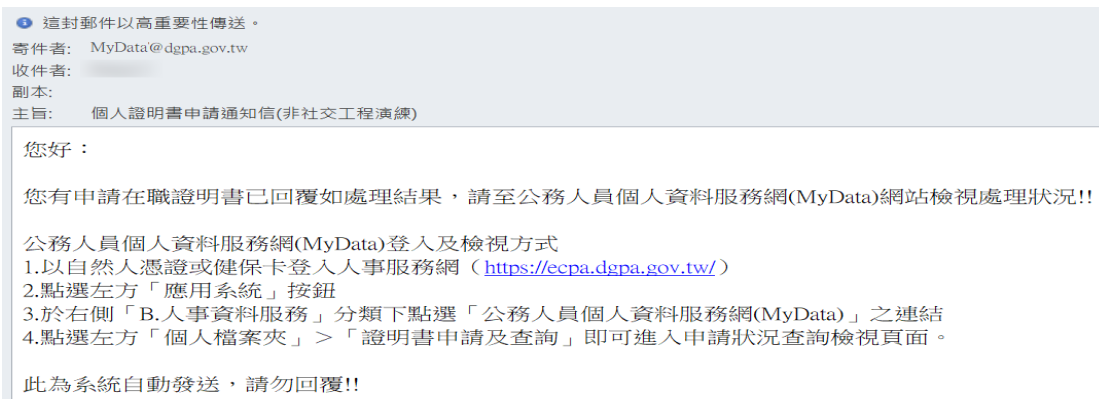 這封郵件以高重要性傳送。
寄件者: MyData'@dgpa.gov.tw
收件者:
副本:
主旨: 個人證明書申請通知信(非社交工程演練)
您好：
您有申請在職證明書已回覆如處理結果，請至公務人員個人資料服務網(MyData)網站檢視處理狀況!!
公務人員個人資料服務網(MyData)登入及檢視方式
1.以自然人憑證或健保卡登入人事服務網（https://ecpa.dgpa.gov.tw/）
2.點選左方「應用系統」按鈕
3.於右側「B.人事資料服務」分類下點選「公務人員個人資料服務網(MyData)」之連結
4.點選左方「個人檔案夾」＞「證明書申請及查詢」即可進入申請狀況查詢檢視頁面。
此為系統自動發送，請勿回覆!!